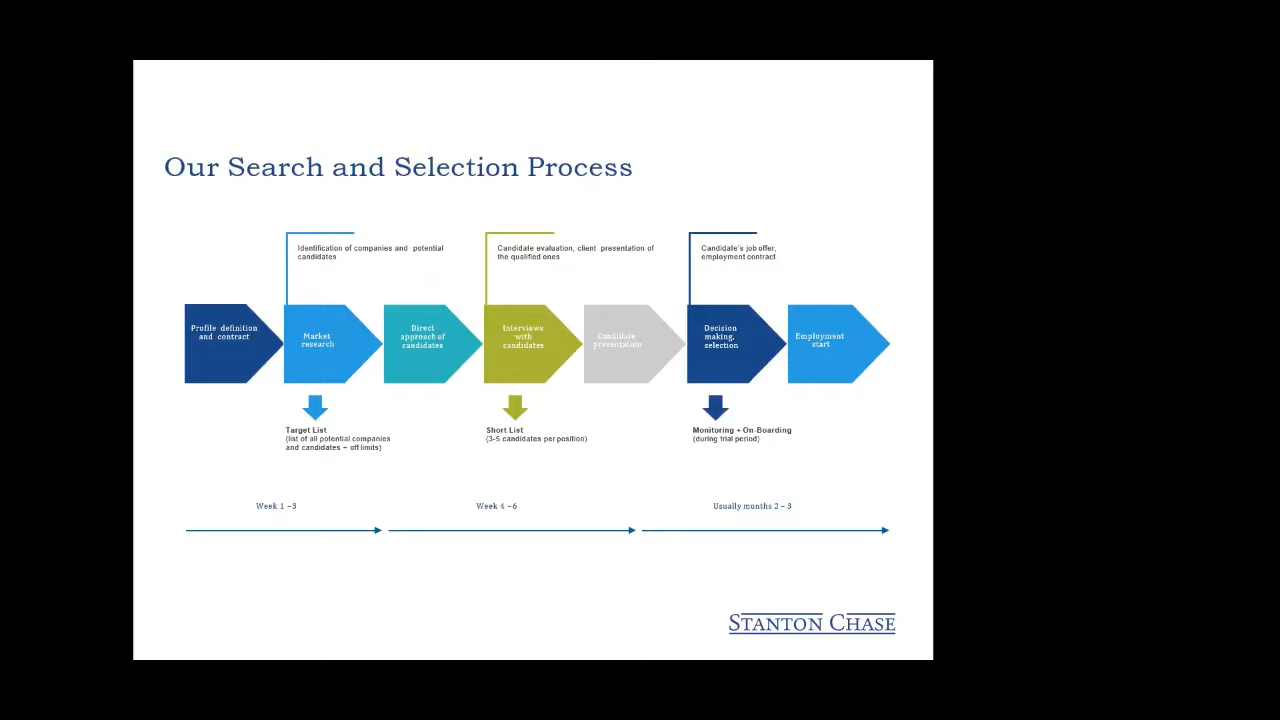 Our Search and Selection Process
Identification of companies and potential
candidates
Candidate evaluation, client presentation of
the qualified ones
Candidate's job offer,
employment contract
Profile definition
and contract
Market
research
Direct
approach of
candidates
Interviews
with
candidates
Candidate
presentation
Decision
making,
selection
Employment
start
Target List
(list of all potential companies
and candidates + off limits)
Short List
(3-5 candidates per position)
Monitoring + On-Boarding
(during trial period)
Week 1 –3
Week 4 –6
Usually months 2 – 3
STANTON CHASE